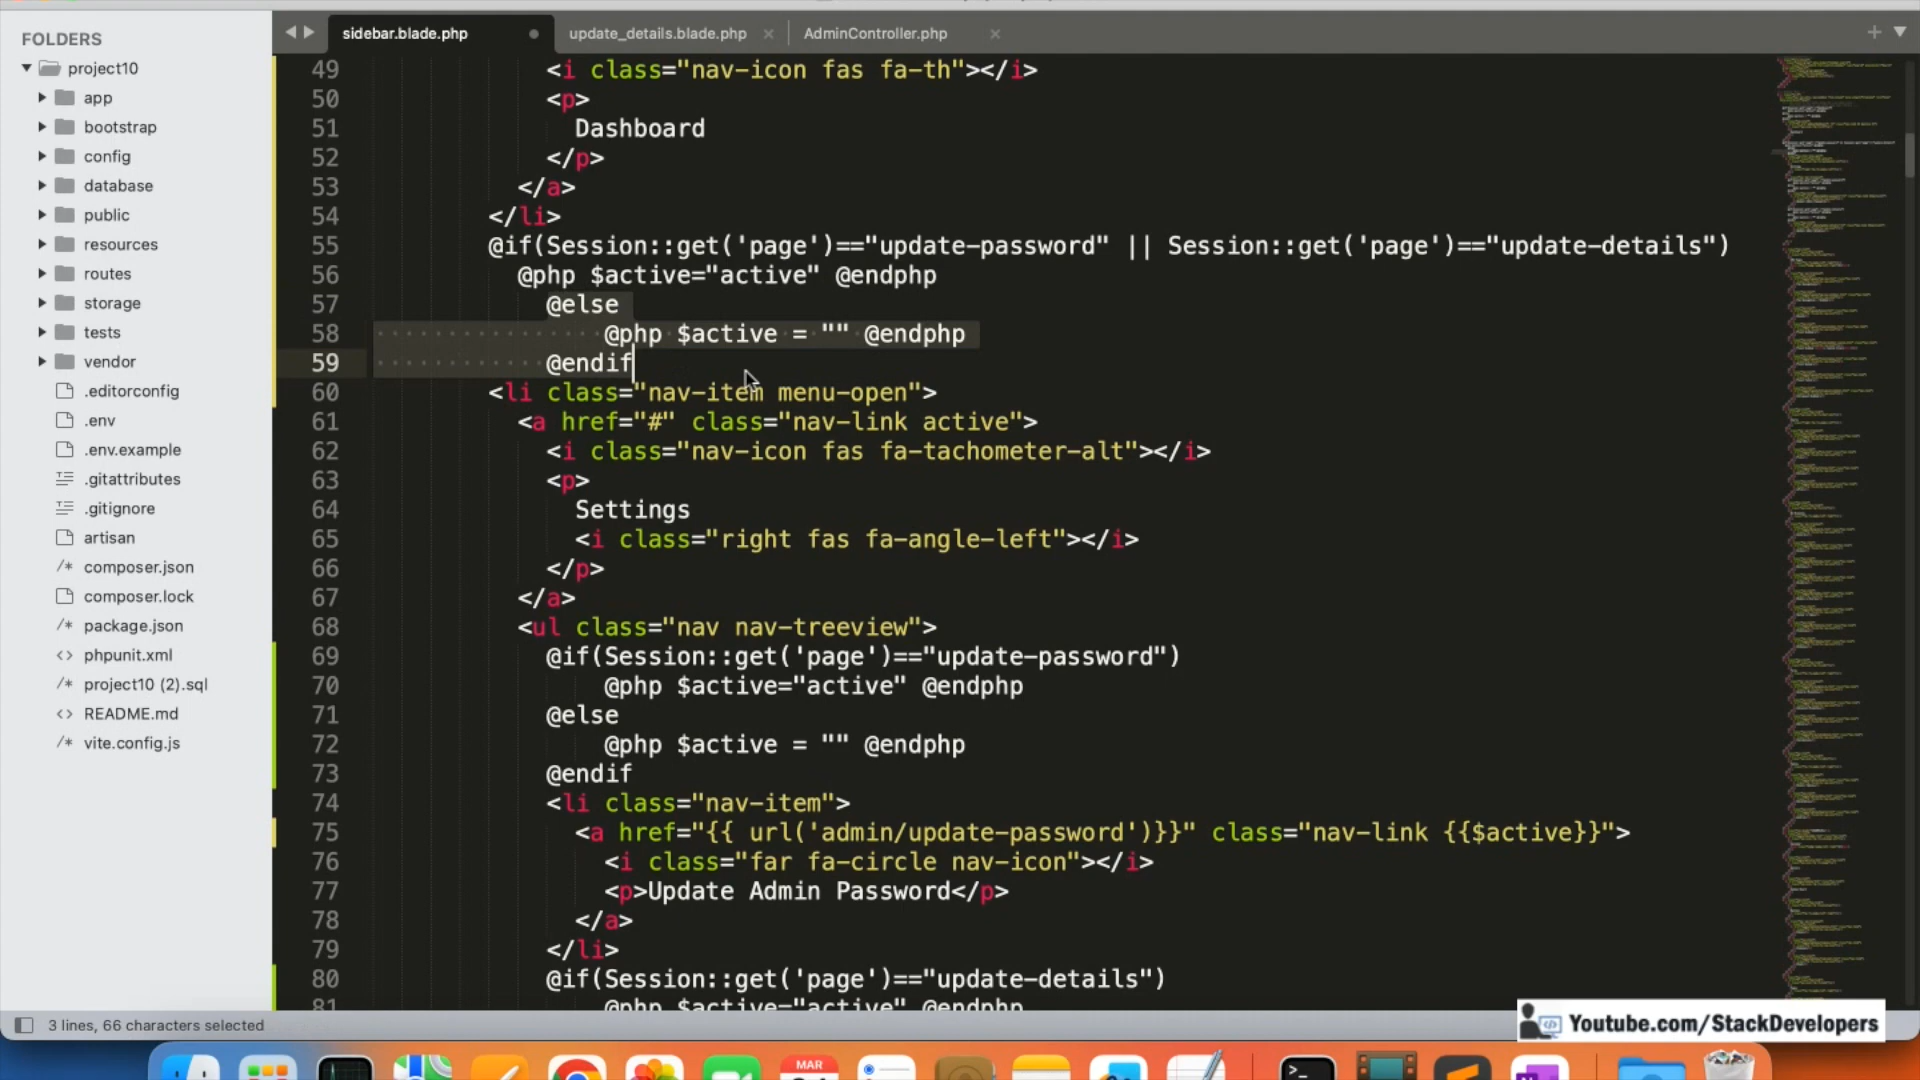 FOLDERS
project10
app
bootstrap
config
database
public
resources
routes
storage
tests
vendor
.editorconfig
.env
.env.example
.gitattributes
.gitignore
artisan
/* composer.json
composer.lock
/* package.json
<> phpunit.xml
/* project10 (2).sql
<> README.md
/* vite.config.js
sidebar.blade.php
update_details.blade.php
AdminController.php
49 <i class="nav-icon fas fa-th"></i>
50 <p>
51 Dashboard
52 </p>
53 </a>
54 </li>
55 @if(Session::get('page')=="update-password" || Session::get('page')=="update-details")
56 @php $active="active" @endphp
57 @else
58 @php $active = "" @endphp
59 @endif
60 <li class="nav-item menu-open">
61 <a href="#" class="nav-link active">
62 <i class="nav-icon fas fa-tachometer-alt"></i>
63 <p>
64 Settings
65 <i class="right fas fa-angle-left"></i>
66 </p>
67 </a>
68 <ul class="nav nav-treeview">
69 @if(Session::get('page')=="update-password")
70 @php $active="active" @endphp
71 @else
72 @php $active = "" @endphp
73 @endif
74 <li class="nav-item">
75 <a href="{{ url('admin/update-password')}}" class="nav-link {{$active}}">
76 <i class="far fa-circle nav-icon"></i>
77 <p>Update Admin Password</p>
78 </a>
79 </li>
80 @if(Session::get('page')=="update-details")
81 @php $active="active" @endphp
3 lines, 66 characters selected
Youtube.com/StackDevelopers
MAR